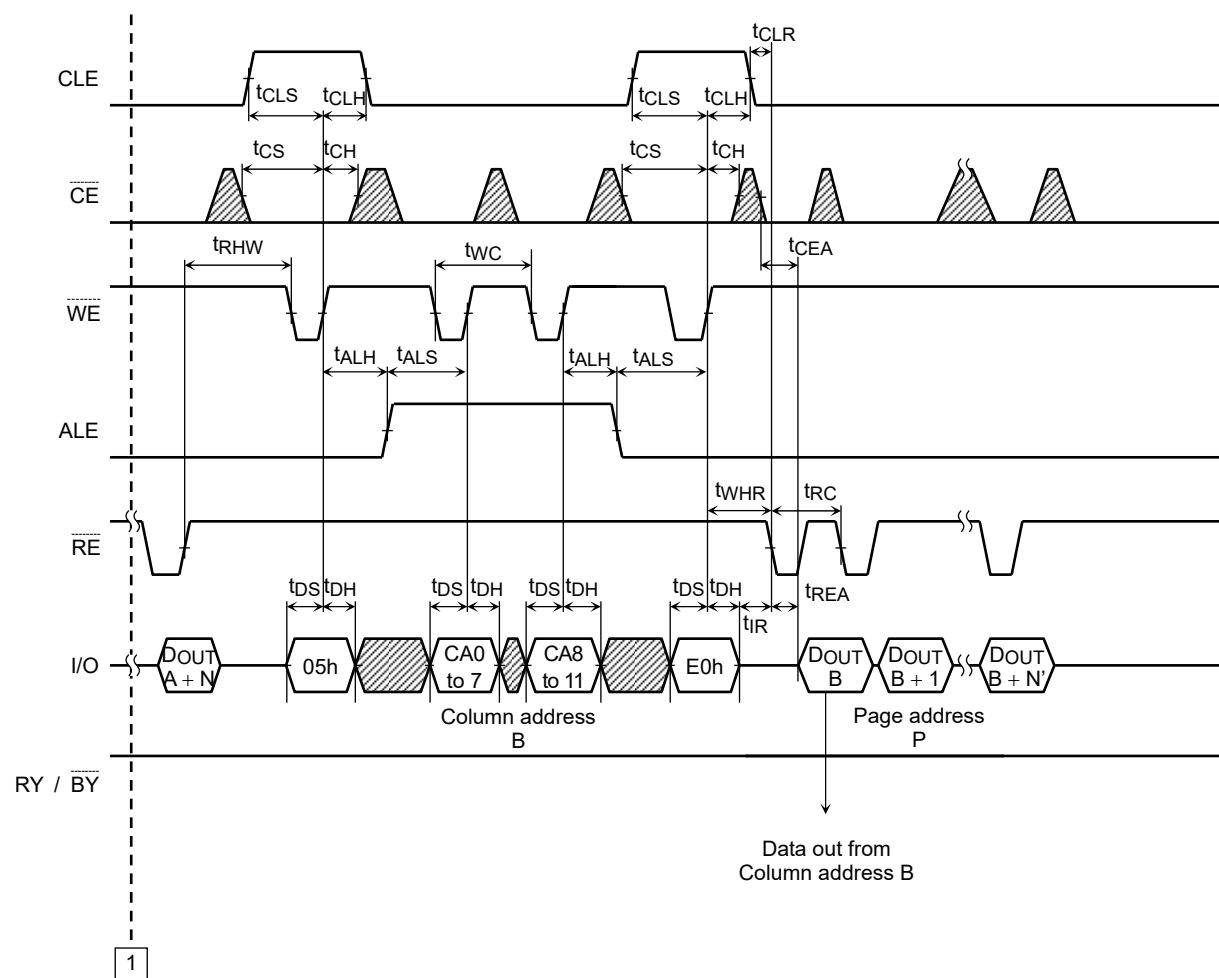 tCLR
CLE
tCLS tCLH tCLS tCLH
tCS tCH tCS tCH
CE
tRHW tWC tCEA
WE
tALH tALS tALH tALS
ALE
tWHR tRC
RE
tDS tDH tDS tDH tDS tDH tDS tDH tREA
tIR
I/O
DOUT
A + N
05h
CA0
to 7
CA8
to 11
E0h
DOUT
B
DOUT
B + 1
DOUT
B + N'
Column address
B
Page address
P
RY / BY
Data out from
Column address B
1